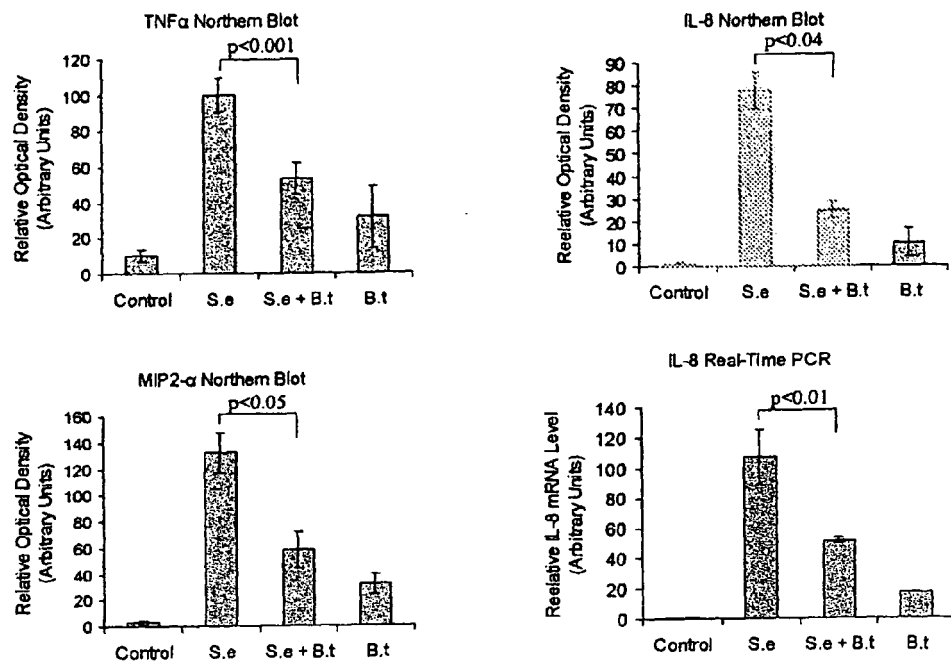 TNFα Northern Blot
p<0.001
Relative Optical Density
(Arbitrary Units)
120
100
80
60
40
20
0
Control S.e S.e + B.t B.t
IL-8 Northern Blot
p<0.04
Reelative Optical Density
(Arbitrary Units)
90
80
70
60
50
40
30
20
10
0
Control S.e S.e + B.t B.t
MIP2-α Northern Blot
p<0.05
Relative Optical Density
(Arbitrary Units)
160
140
120
100
80
60
40
20
0
Control S.e S.e + B.t B.t
IL-8 Real-Time PCR
p<0.01
Reelative IL-8 mRNA Level
(Arbitrary Units)
140
120
100
80
60
40
20
0
Control S.e S.e + B.t B.t